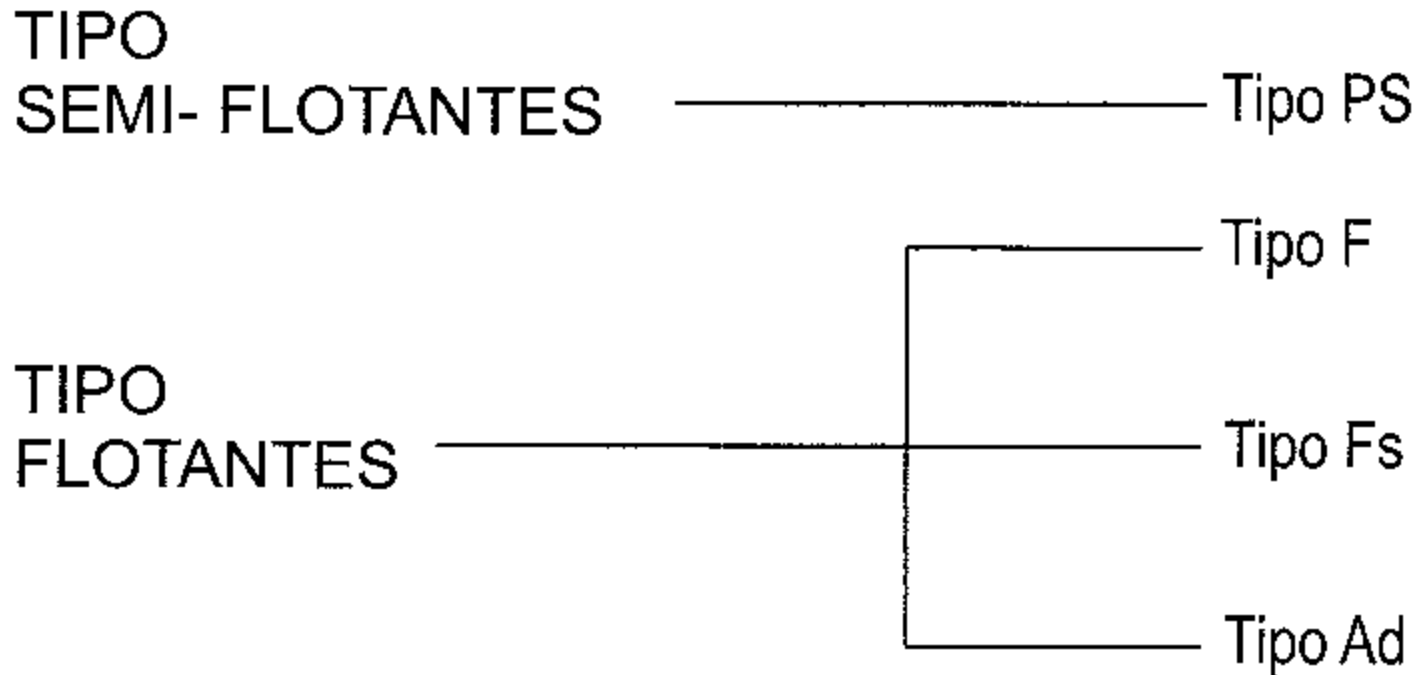 TIPO
SEMI- FLOTANTES
Tipo PS
Tipo F
TIPO
FLOTANTES
Tipo Fs
Tipo Ad